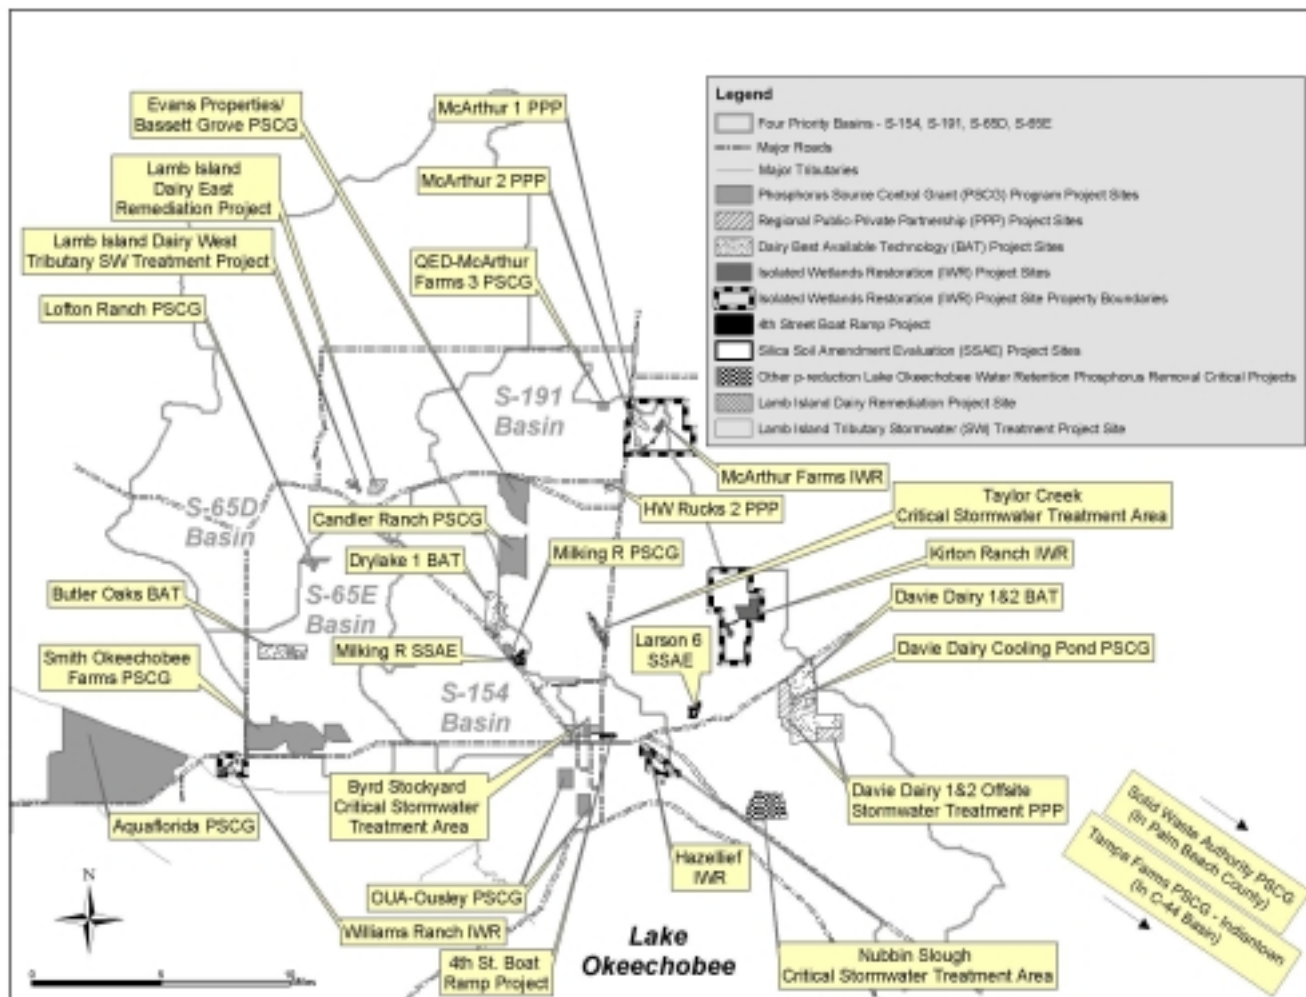 Legend
Four Priority Basins - S-154, S-191, S-65D, S-65E
Major Roads
Major Tributaries
Phosphorus Source Control Grant (PSCG) Program Project Sites
Regional Public-Private Partnership (PPP) Project Sites
Dairy Best Available Technology (BAT) Project Sites
Isolated Wetlands Restoration (IWR) Project Sites
Isolated Wetlands Restoration (IWR) Project Site Property Boundaries
4th Street Boat Ramp Project
Silica Soil Amendment Evaluation (SSAE) Project Sites
Other p-reduction Lake Okeechobee Water Retention Phosphorus Removal Critical Projects
Lamb Island Dairy Remediation Project Site
Lamb Island Tributary Stormwater (SW) Treatment Project Site
Evans Properties/
Bassett Grove PSCG
McArthur 1 PPP
Lamb Island
Dairy East
Remediation Project
McArthur 2 PPP
Lamb Island Dairy West
Tributary SW Treatment Project
QED-McArthur
Farms 3 PSCG
Lofton Ranch PSCG
S-191
Basin
McArthur Farms IWR
S-65D
Basin
Candler Ranch PSCG
HW Rucks 2 PPP
Taylor Creek
Critical Stormwater Treatment Area
Drylake 1 BAT
Milking R PSCG
Kirton Ranch IWR
Butler Oaks BAT
S-65E
Basin
Davie Dairy 1&2 BAT
Milking R SSAE
Larson 6
SSAE
Davie Dairy Cooling Pond PSCG
Smith Okeechobee
Farms PSCG
S-154
Basin
Byrd Stockyard
Critical Stormwater
Treatment Area
Davie Dairy 1&2 Offsite
Stormwater Treatment PPP
Aquaflorida PSCG
Solid Waste Authority PSCG
(In Palm Beach County)
Tampa Farms PSCG - Indiantown
(In C-44 Basin)
Hazellief
IWR
OUA-Ousley PSCG
N
Williams Ranch IWR
Lake
Okeechobee
4th St. Boat
Ramp Project
Nubbin Slough
Critical Stormwater Treatment Area
0 5